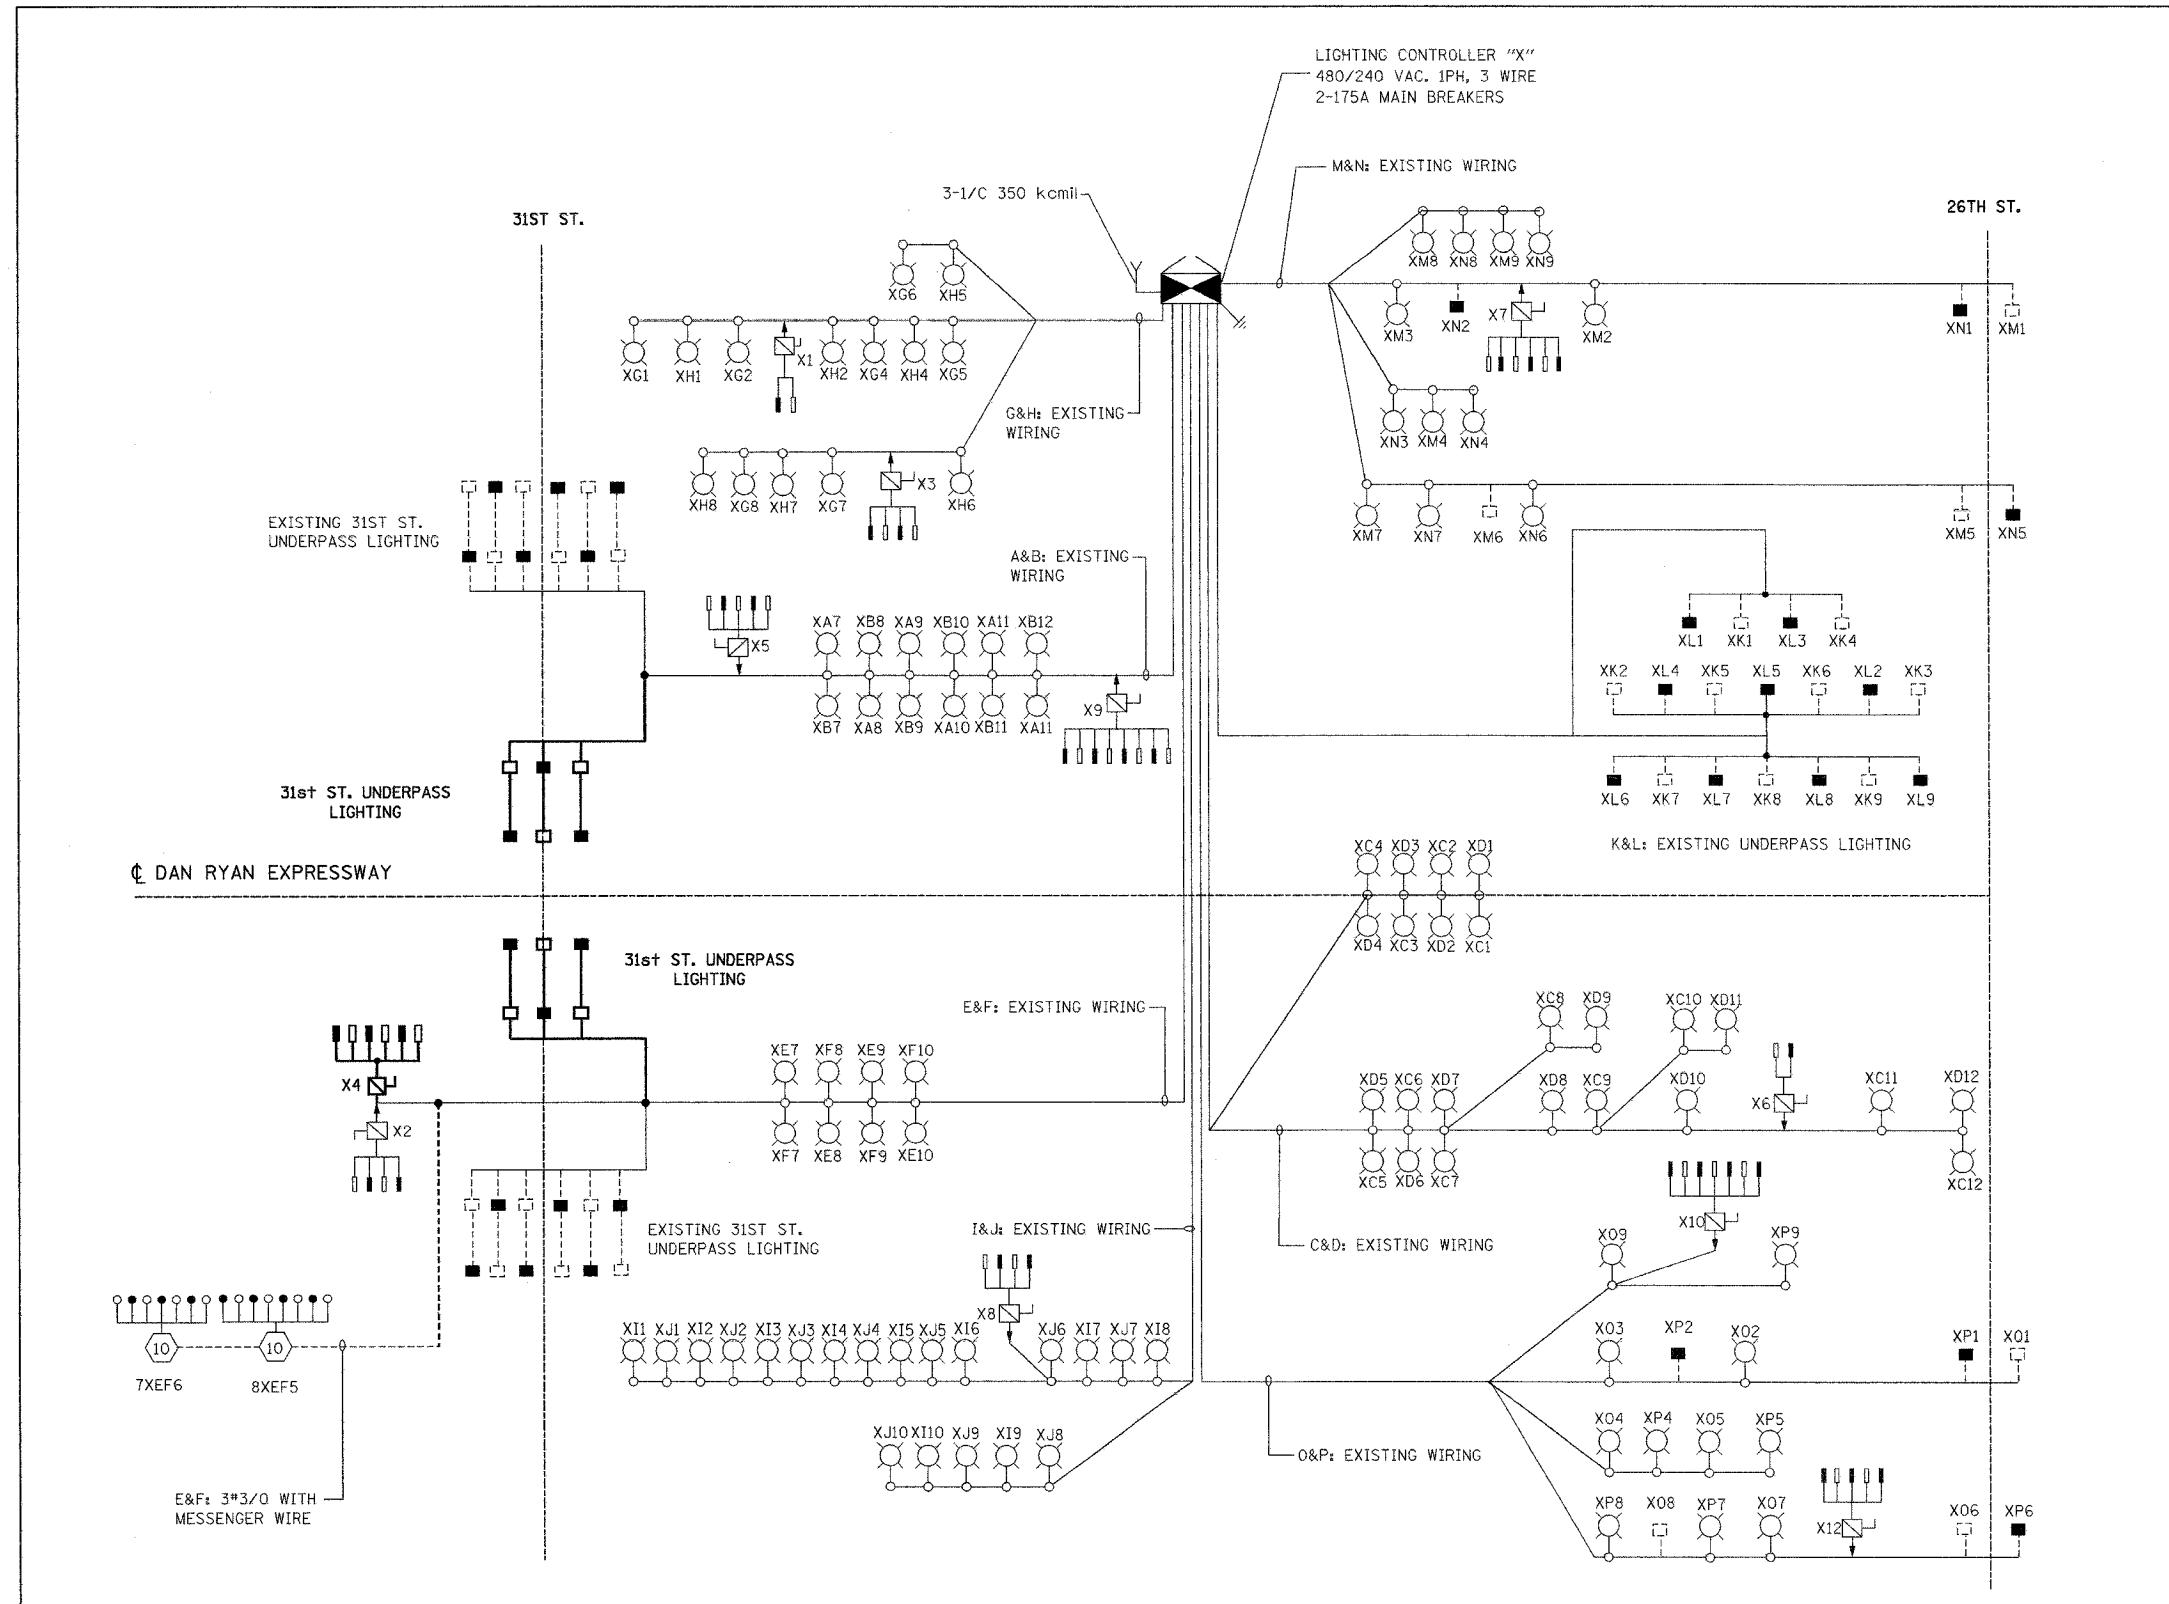 LIGHTING CONTROLLER "X"
480/240 VAC. 1PH, 3 WIRE
2-175A MAIN BREAKERS
M&N: EXISTING WIRING
3-1/C 350 kcmil
31ST ST.
26TH ST.
XM8 XN8 XM9 XN9
XG6 XH5
XM3 XN2 X7 XM2 XN1 XM1
XG1 XH1 XG2 X1 XH2 XG4 XH4 XG5
G&H: EXISTING
WIRING
XN3 XM4 XN4
XH8 XG8 XH7 XG7 X3 XH6
XM7 XN7 XM6 XN6 XM5 XN5
EXISTING 31ST ST.
UNDERPASS LIGHTING
A&B: EXISTING
WIRING
XL1 XK1 XL3 XK4
X5 XA7 XB8 XA9 XB10 XA11 XB12
XK2 XL4 XK5 XL5 XK6 XL2 XK3
XB7 XA8 XB9 XA10 XB11 XA11 X9
31st ST. UNDERPASS
LIGHTING
XL6 XK7 XL7 XK8 XL8 XK9 XL9
K&L: EXISTING UNDERPASS LIGHTING
℄ DAN RYAN EXPRESSWAY
XC4 XD3 XC2 XD1
XD4 XC3 XD2 XC1
31st ST. UNDERPASS
LIGHTING
E&F: EXISTING WIRING
XC8 XD9 XC10 XD11
XE7 XF8 XE9 XF10
X4
XD5 XC6 XD7 XD8 XC9 XD10 X6 XC11 XD12
X2
XF7 XE8 XF9 XE10
XC5 XD6 XC7 XC12
EXISTING 31ST ST.
UNDERPASS LIGHTING
I&J: EXISTING WIRING
C&D: EXISTING WIRING
XO9 X10 XP9
X8
XI1 XJ1 XI2 XJ2 XI3 XJ3 XI4 XJ4 XI5 XJ5 XI6 XJ6 XI7 XJ7 XI8
XO3 XP2 XO2 XP1 XO1
10 10
7XEF6 8XEF5
XJ10 XI10 XJ9 XI9 XJ8
XO4 XP4 XO5 XP5
O&P: EXISTING WIRING
E&F: 3#3/0 WITH
MESSENGER WIRE
XP8 XO8 XP7 XO7 X12 XO6 XP6